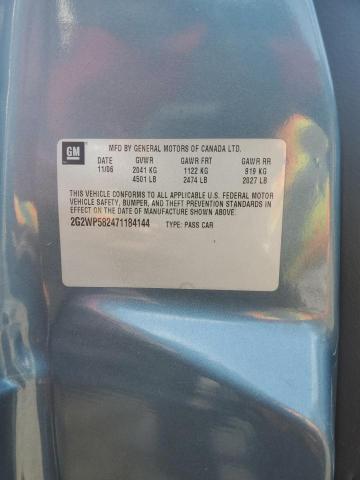 GM
MFD BY GENERAL MOTORS OF CANADA LTD.
DATE GVWR GAWR FRT GAWR RR
11/06 2041 KG 1122 KG 919 KG
4501 LB 2474 LB 2027 LB
THIS VEHICLE CONFORMS TO ALL APPLICABLE U.S. FEDERAL MOTOR
VEHICLE SAFETY, BUMPER, AND THEFT PREVENTION STANDARDS IN
EFFECT ON THE DATE OF MANUFACTURE SHOWN ABOVE.
2G2WP582471184144 TYPE: PASS CAR